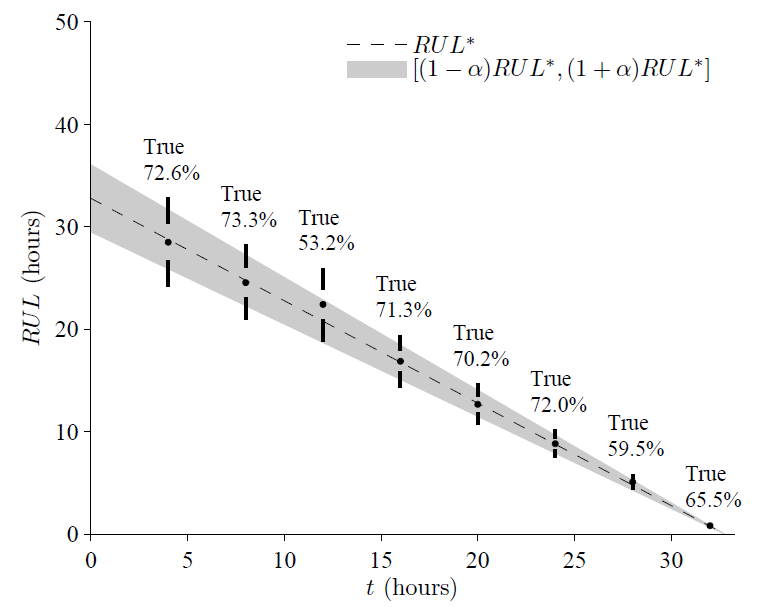 50
RUL*
[(1 − α)RUL*, (1 + α)RUL*]
40
True
72.6%
True
73.3%
True
53.2%
30
True
71.3%
RUL (hours)
20
True
70.2%
True
72.0%
10
True
59.5%
True
65.5%
0
0 5 10 15 20 25 30
t (hours)